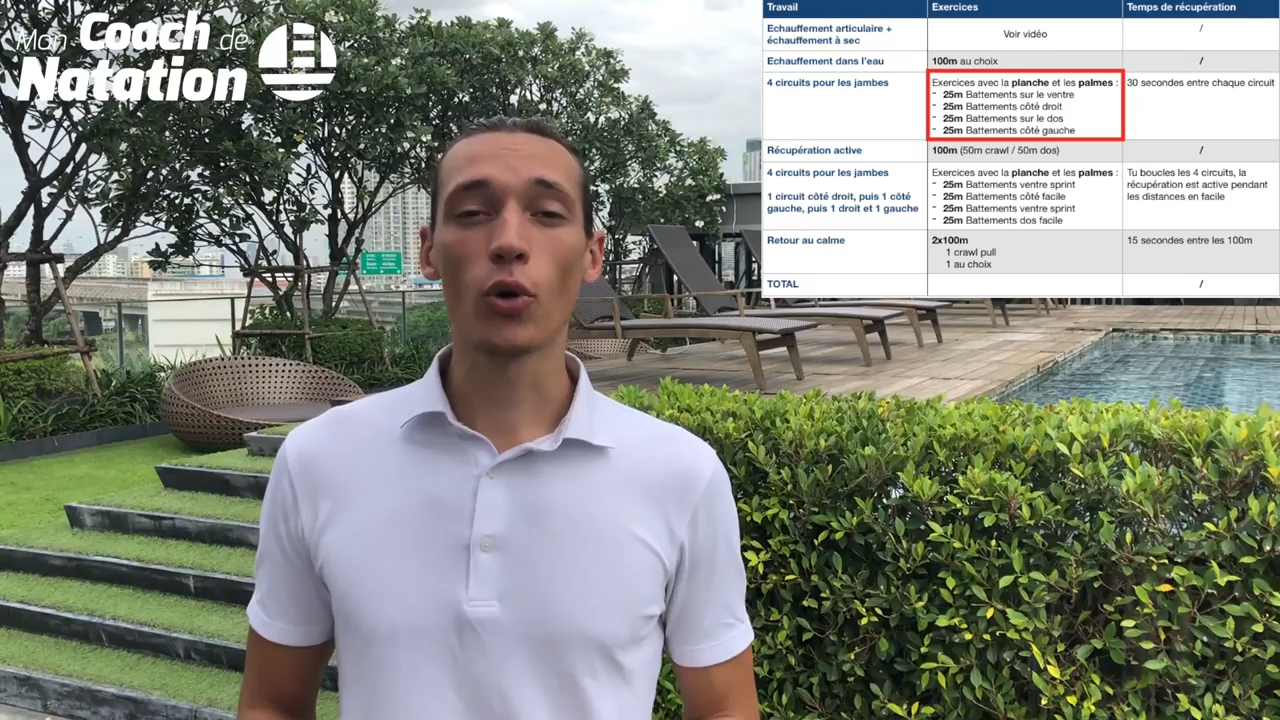 Mon Coach de
Natation
Travail
Exercices
Temps de récupération
Echauffement articulaire +
échauffement à sec
Voir vidéo
/
Echauffement dans l'eau
100m au choix
/
4 circuits pour les jambes
Exercices avec la planche et les palmes :
- 25m Battements sur le ventre
- 25m Battements côté droit
- 25m Battements sur le dos
- 25m Battements côté gauche
30 secondes entre chaque circuit
Récupération active
100m (50m crawl / 50m dos)
/
4 circuits pour les jambes
1 circuit côté droit, puis 1 côté
gauche, puis 1 droit et 1 gauche
Exercices avec la planche et les palmes :
- 25m Battements ventre sprint
- 25m Battements côté facile
- 25m Battements ventre sprint
- 25m Battements dos facile
Tu boucles les 4 circuits, la
récupération est active pendant
les distances en facile
Retour au calme
2x100m
1 crawl pull
1 au choix
15 secondes entre les 100m
TOTAL
/